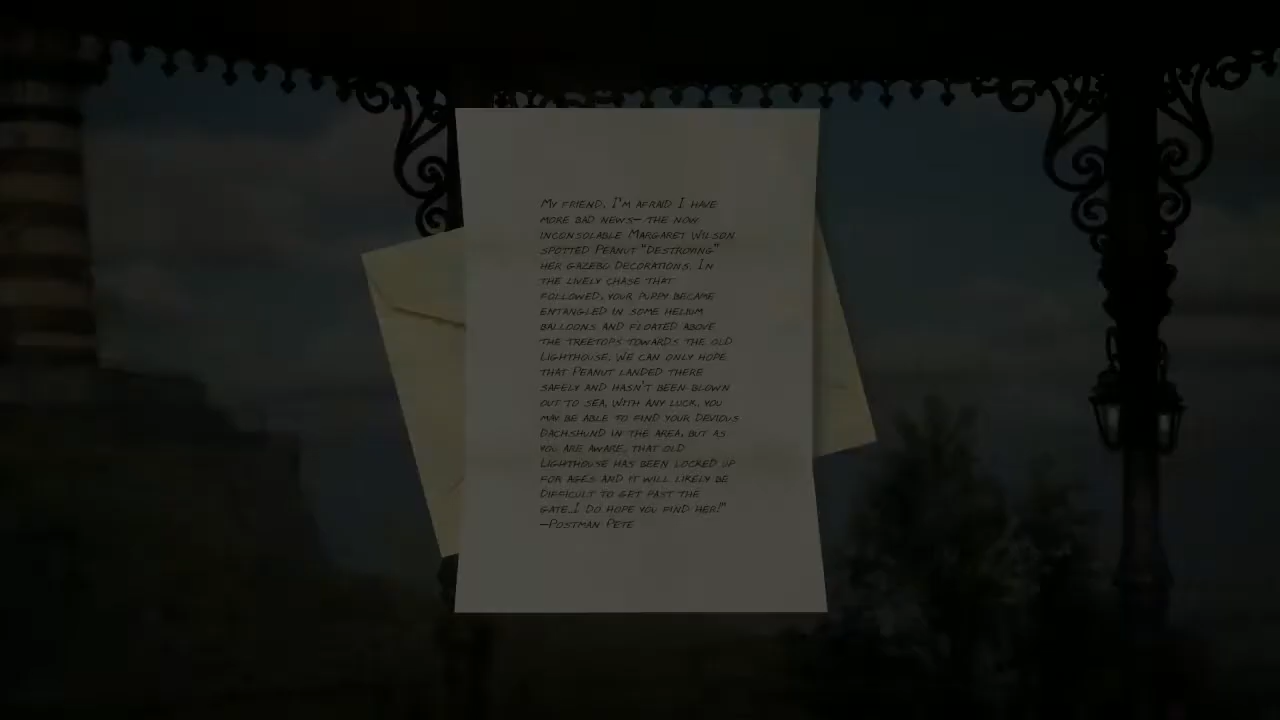 My friend, I'm afraid I have
more bad news— the now
inconsolable Margaret Wilson
spotted Peanut "destroying"
her gazebo decorations. In
the lively chase that
followed, your puppy became
entangled in some helium
balloons and floated above
the treetops towards the old
lighthouse. We can only hope
that Peanut landed there
safely and hasn't been blown
out to sea. With any luck, you
may be able to find your devious
dachshund in the area, but as
you are aware, that old
lighthouse has been locked up
for ages and it will likely be
difficult to get past the
gate...I do hope you find her!"
—Postman Pete